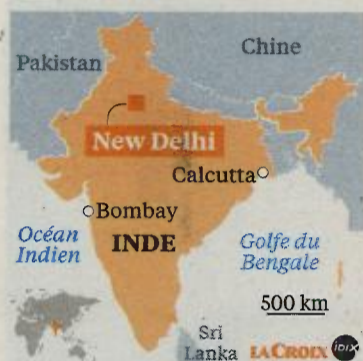 Chine
Pakistan
New Delhi
Calcutta
Bombay
Océan
Indien
INDE
Golfe du
Bengale
500 km
Sri
Lanka
LA CROIX
idix